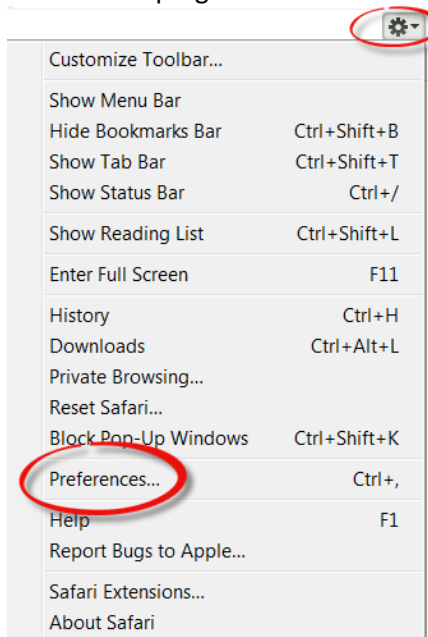 Customize Toolbar...
Show Menu Bar
Hide Bookmarks Bar Ctrl+Shift+B
Show Tab Bar Ctrl+Shift+T
Show Status Bar Ctrl+/
Show Reading List Ctrl+Shift+L
Enter Full Screen F11
History Ctrl+H
Downloads Ctrl+Alt+L
Private Browsing...
Reset Safari...
Block Pop-Up Windows Ctrl+Shift+K
Preferences... Ctrl+,
Help F1
Report Bugs to Apple...
Safari Extensions...
About Safari